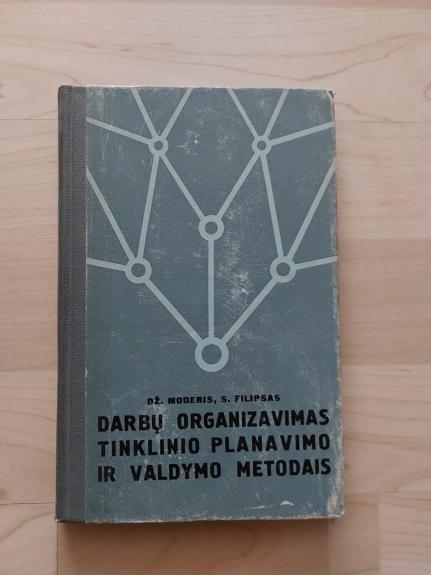 DŽ. MODERIS, S. FILIPSAS
DARBŲ ORGANIZAVIMAS
TINKLINIO PLANAVIMO
IR VALDYMO METODAIS